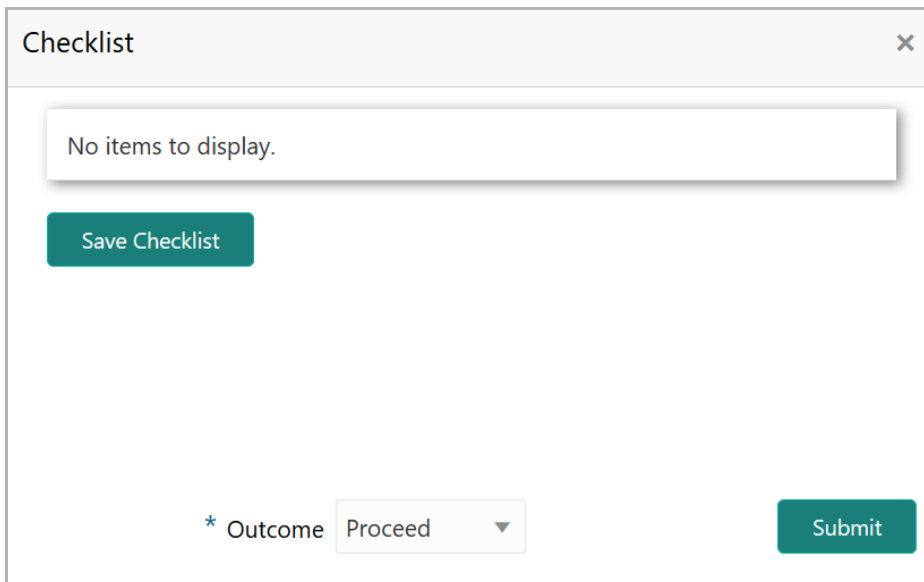 Checklist
No items to display.
Save Checklist
* Outcome Proceed
Submit